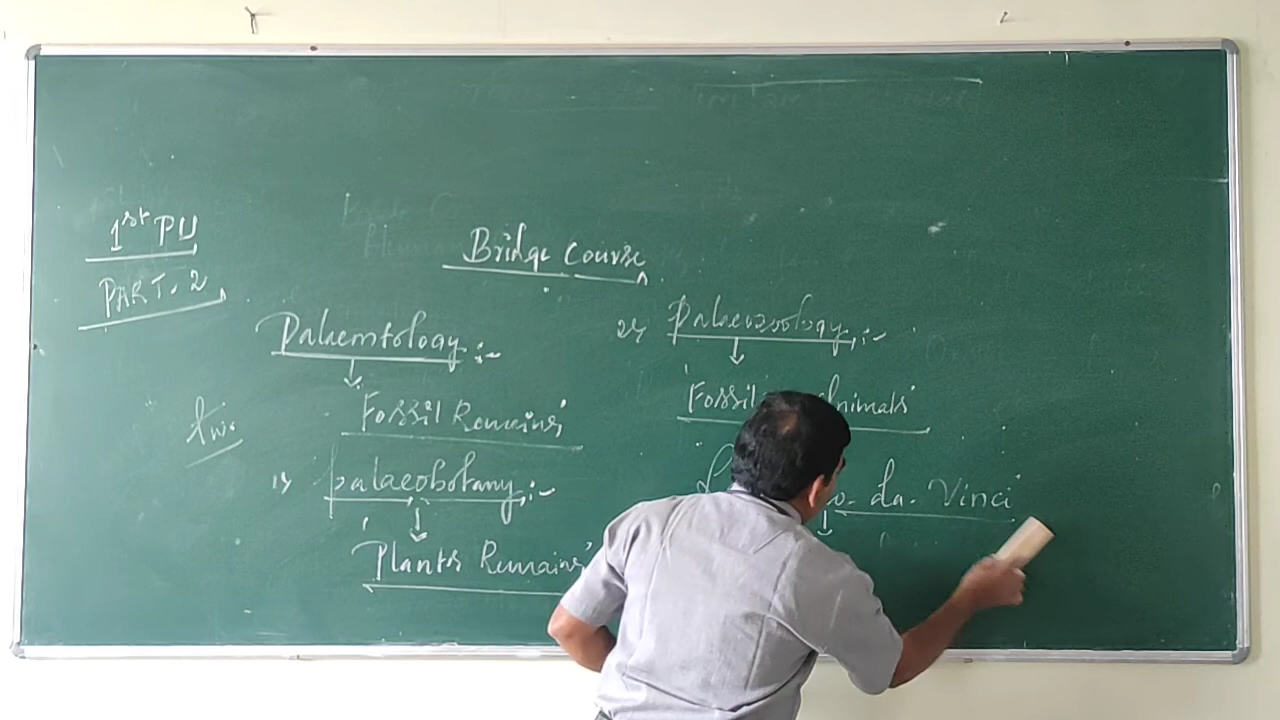 1st PU
PART. 2
Bridge Course
Palaeontology :-
'Fossil Remains'
two.
1) palaeobotany :-
'Plants Remains'
2) Palaeozoology :-
'Fossil Animals'
da. Vinci"